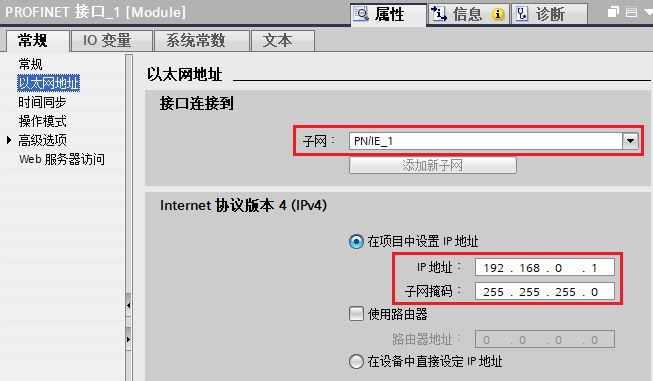 PROFINET 接口_1 [Module]
属性
信息
诊断
常规
IO 变量
系统常数
文本
常规
以太网地址
时间同步
操作模式
高级选项
Web 服务器访问
以太网地址
接口连接到
子网：
PN/IE_1
添加新子网
Internet 协议版本 4 (IPv4)
在项目中设置 IP 地址
IP 地址：
192 . 168 . 0 . 1
子网掩码：
255 . 255 . 255 . 0
使用路由器
路由器地址：
0 . 0 . 0 . 0
在设备中直接设定 IP 地址